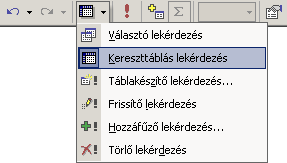 Választó lekérdezés
Kereszttáblás lekérdezés
Táblakészítő lekérdezés...
Frissítő lekérdezés
Hozzáfűző lekérdezés...
Törlő lekérdezés